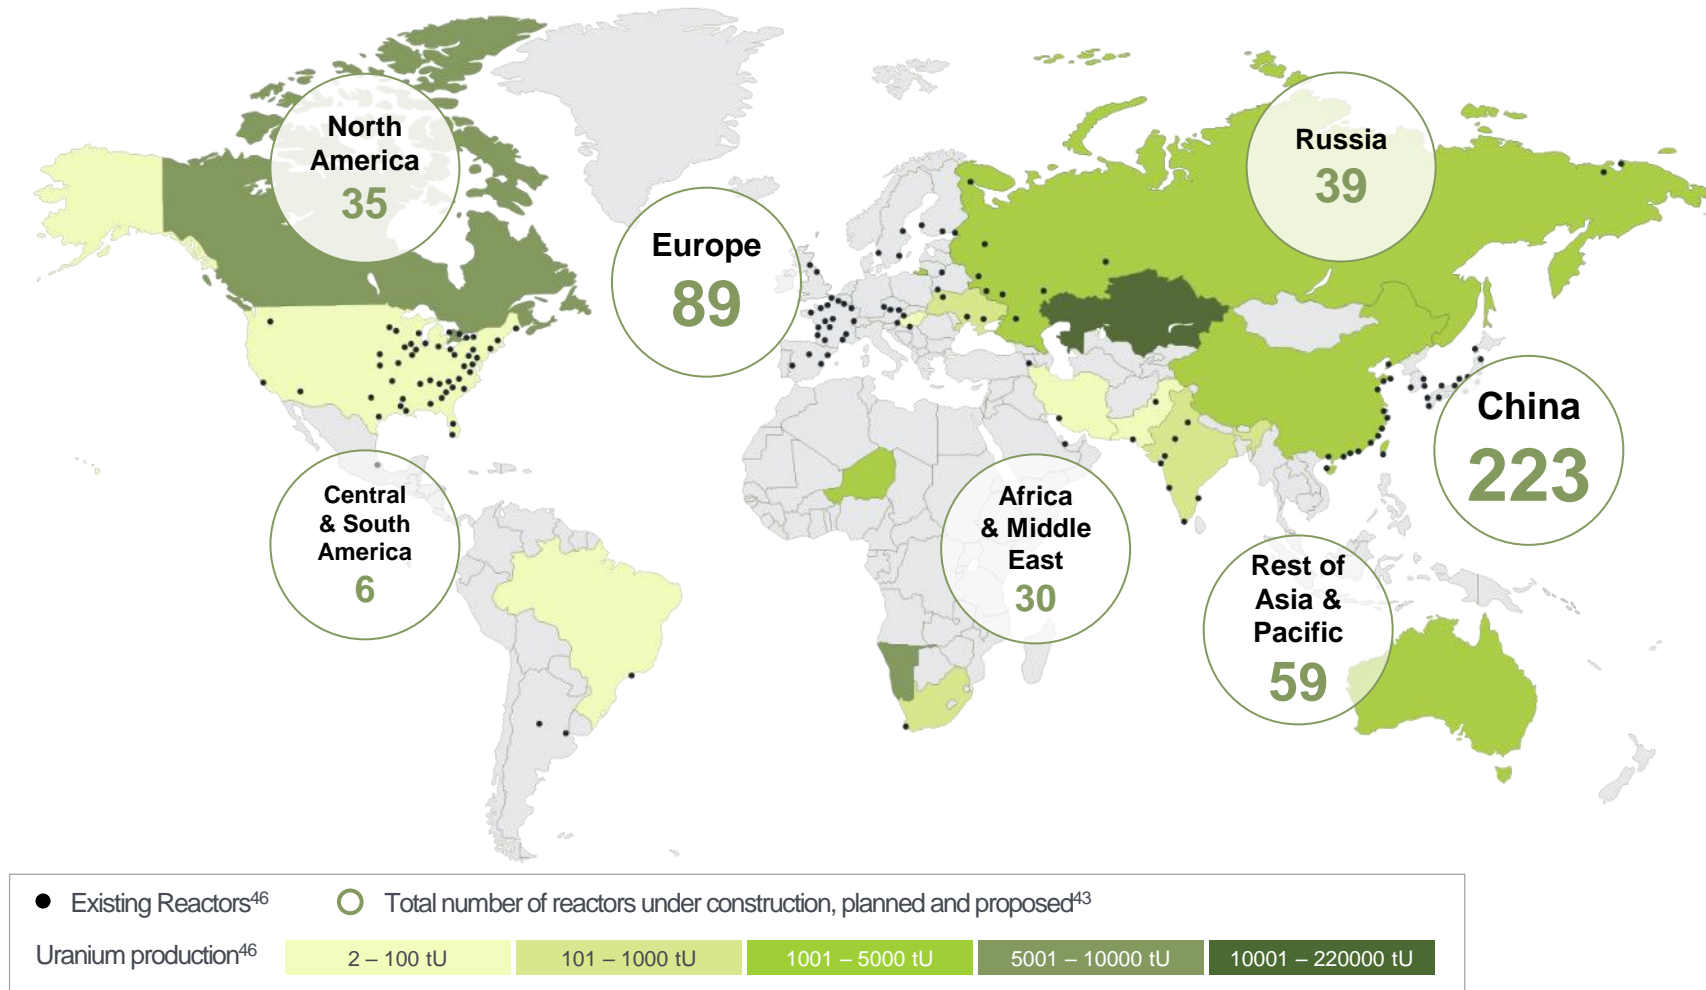 North
America
35
Russia
39
Europe
89
China
223
Central
& South
America
6
Africa
& Middle
East
30
Rest of
Asia &
Pacific
59
Existing Reactors46
Total number of reactors under construction, planned and proposed43
Uranium production46
2 – 100 tU
101 – 1000 tU
1001 – 5000 tU
5001 – 10000 tU
10001 – 220000 tU